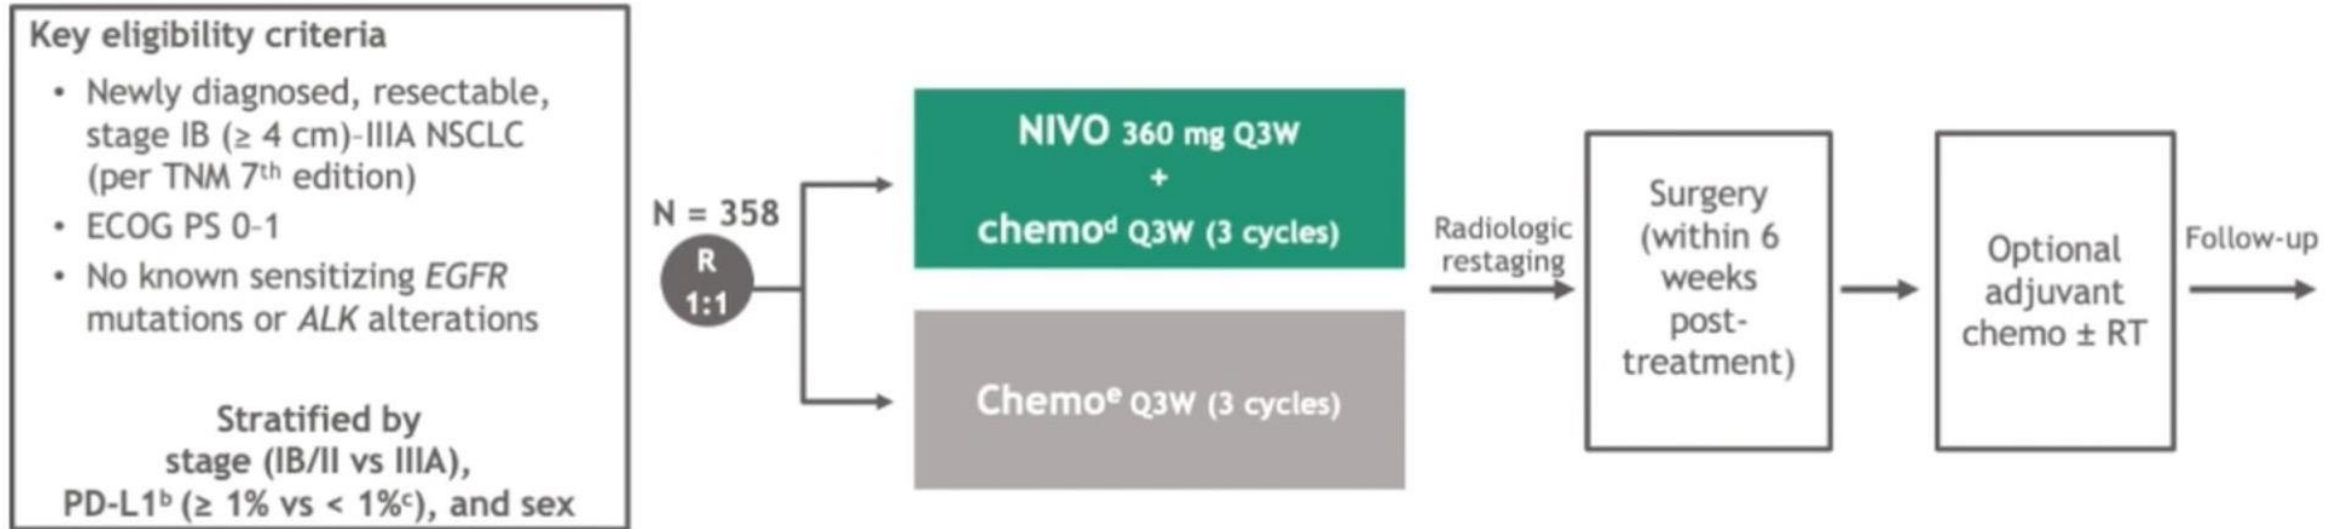 Key eligibility criteria
• Newly diagnosed, resectable,
stage IB (≥ 4 cm)-IIIA NSCLC
(per TNM 7th edition)
• ECOG PS 0-1
• No known sensitizing EGFR
mutations or ALK alterations
Stratified by
stage (IB/II vs IIIA),
PD-L1ᵇ (≥ 1% vs < 1%ᶜ), and sex
N = 358
R
1:1
NIVO 360 mg Q3W
+
chemoᵈ Q3W (3 cycles)
Chemoᵉ Q3W (3 cycles)
Radiologic
restaging
Surgery
(within 6
weeks
post-
treatment)
Optional
adjuvant
chemo ± RT
Follow-up